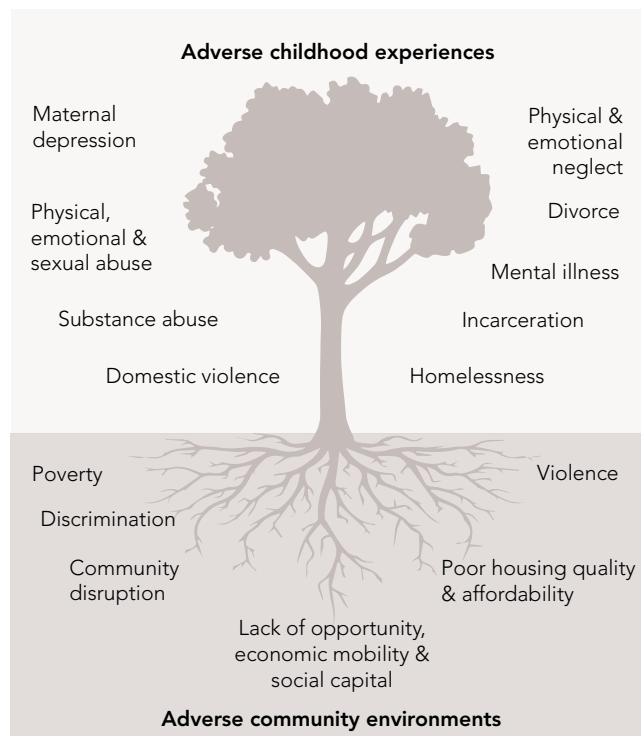 Adverse childhood experiences
Maternal
depression
Physical &
emotional
neglect
Physical,
emotional &
sexual abuse
Divorce
Mental illness
Substance abuse
Incarceration
Domestic violence
Homelessness
Poverty
Violence
Discrimination
Community
disruption
Poor housing quality
& affordability
Lack of opportunity,
economic mobility &
social capital
Adverse community environments